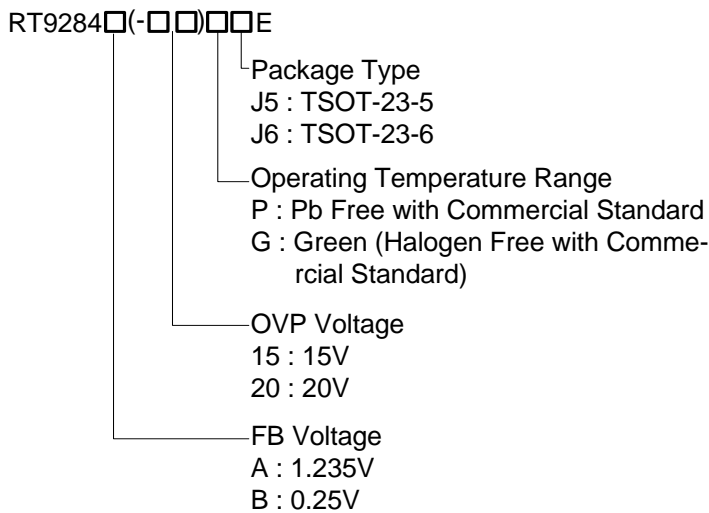 RT9284□(-□□)□□E
Package Type
J5 : TSOT-23-5
J6 : TSOT-23-6
Operating Temperature Range
P : Pb Free with Commercial Standard
G : Green (Halogen Free with Comme-
rcial Standard)
OVP Voltage
15 : 15V
20 : 20V
FB Voltage
A : 1.235V
B : 0.25V